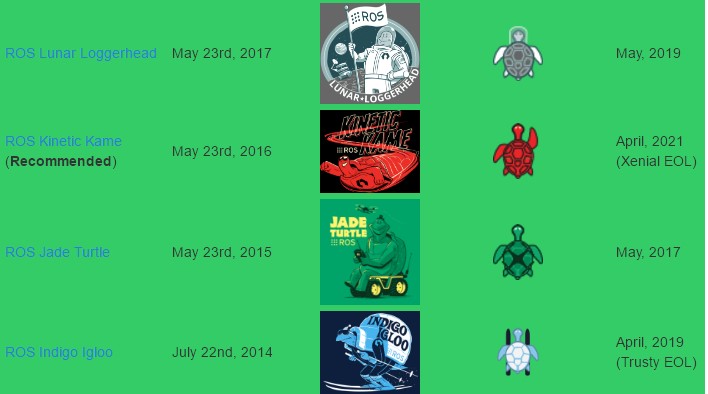 ROS Lunar Loggerhead May 23rd, 2017 May, 2019
ROS
LUNAR•LOGGERHEAD
ROS Kinetic Kame
(Recommended)
May 23rd, 2016
KINETIC
KAME
ROS
April, 2021
(Xenial EOL)
ROS Jade Turtle May 23rd, 2015 May, 2017
JADE
TURTLE
ROS
ROS Indigo Igloo July 22nd, 2014
INDIGO
IGLOO
ROS
April, 2019
(Trusty EOL)